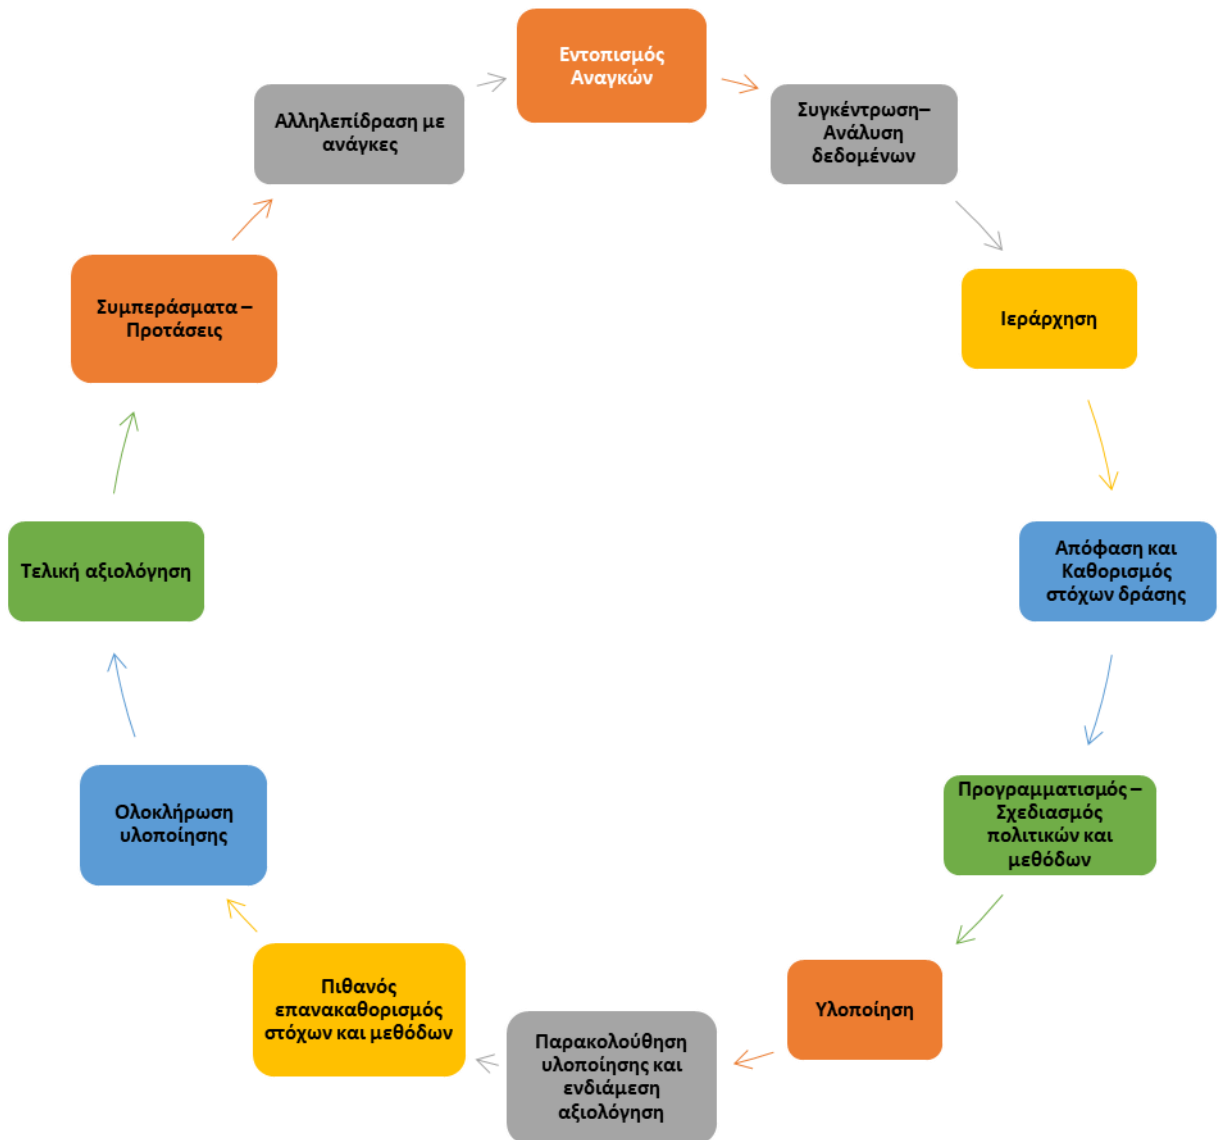 Εντοπισμός
Αναγκών
Συγκέντρωση–
Ανάλυση
δεδομένων
Ιεράρχηση
Απόφαση και
Καθορισμός
στόχων δράσης
Προγραμματισμός –
Σχεδιασμός
πολιτικών και
μεθόδων
Υλοποίηση
Παρακολούθηση
υλοποίησης και
ενδιάμεση
αξιολόγηση
Πιθανός
επανακαθορισμός
στόχων και μεθόδων
Ολοκλήρωση
υλοποίησης
Τελική αξιολόγηση
Συμπεράσματα –
Προτάσεις
Αλληλεπίδραση με
ανάγκες